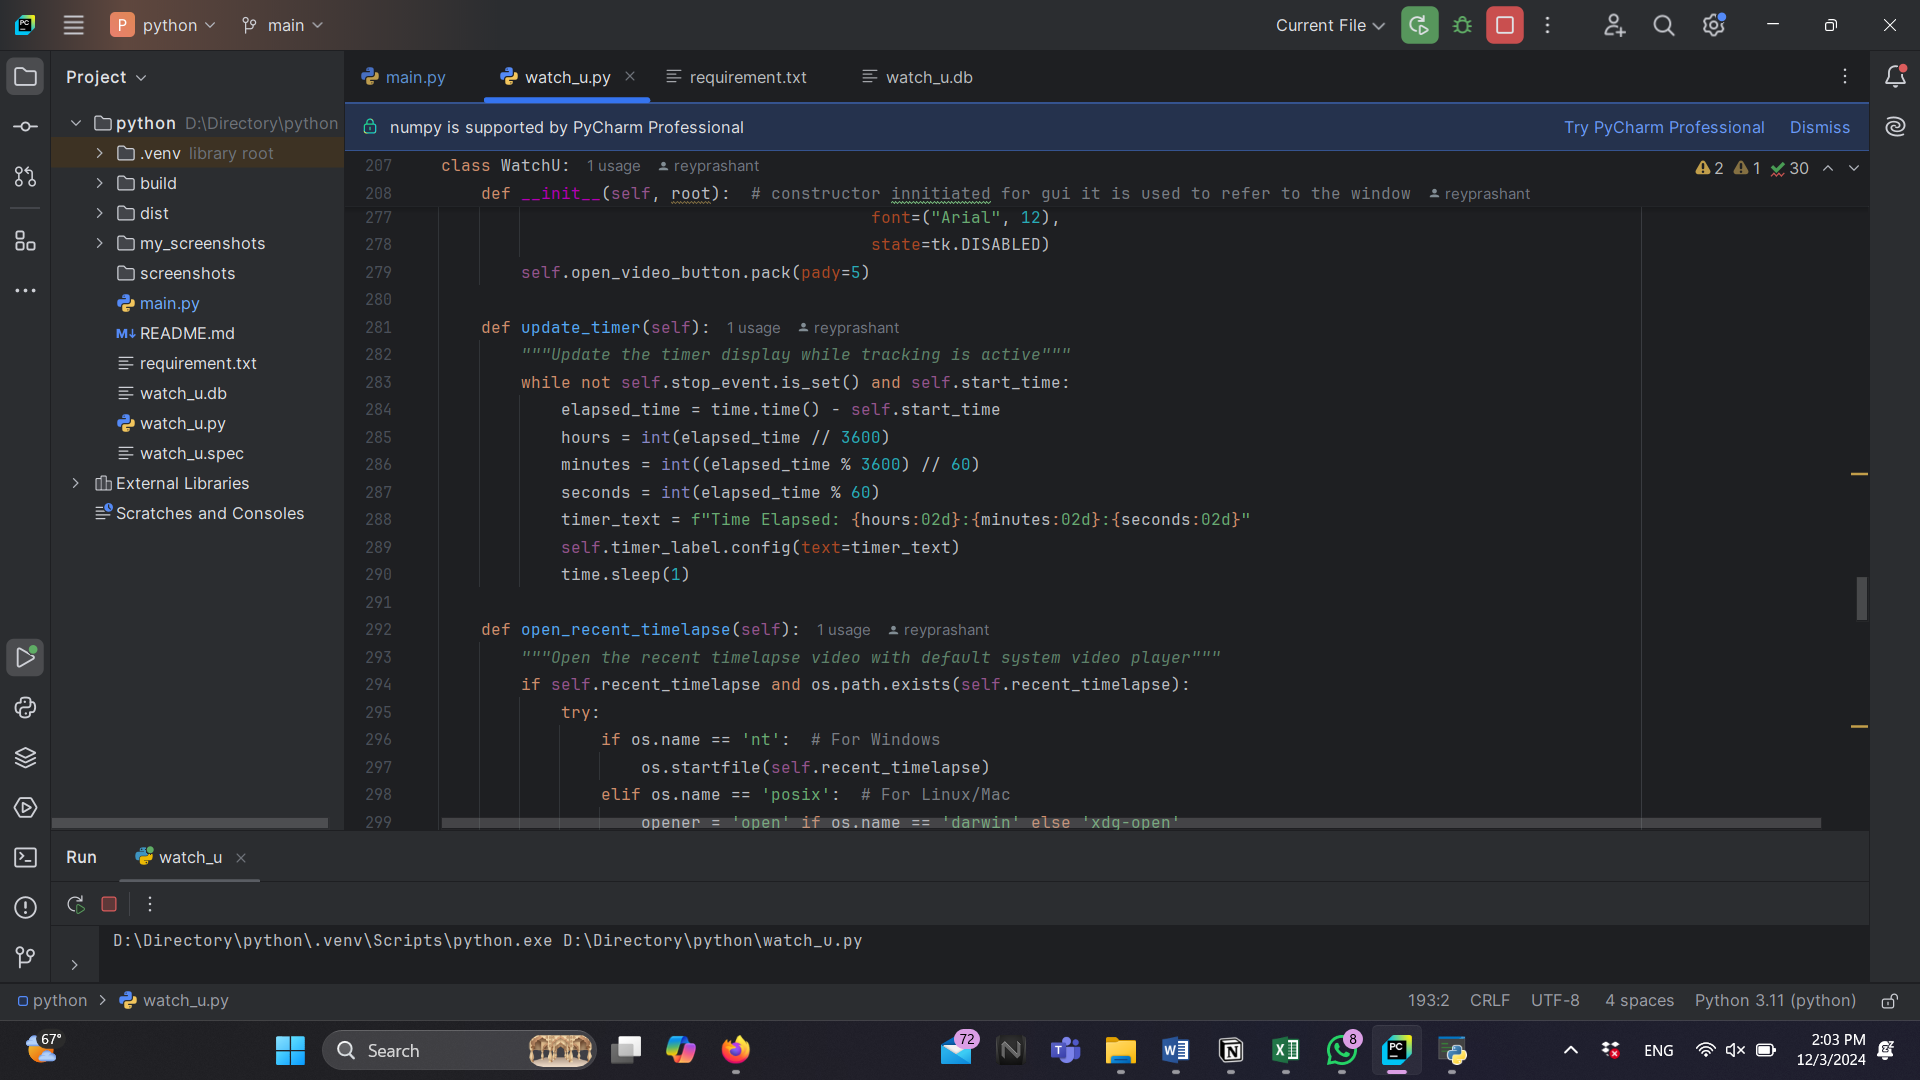 P python main
Current File
Project
main.py watch_u.py requirement.txt watch_u.db
python D:\Directory\python
.venv library root
build
dist
my_screenshots
screenshots
main.py
README.md
requirement.txt
watch_u.db
watch_u.py
watch_u.spec
External Libraries
Scratches and Consoles
numpy is supported by PyCharm Professional Try PyCharm Professional Dismiss
2 1 30
207 class WatchU: 1 usage reyprashant
208 def __init__(self, root): # constructor innitiated for gui it is used to refer to the window reyprashant
277 font=("Arial", 12),
278 state=tk.DISABLED)
279 self.open_video_button.pack(pady=5)
280
281 def update_timer(self): 1 usage reyprashant
282 """Update the timer display while tracking is active"""
283 while not self.stop_event.is_set() and self.start_time:
284 elapsed_time = time.time() - self.start_time
285 hours = int(elapsed_time // 3600)
286 minutes = int((elapsed_time % 3600) // 60)
287 seconds = int(elapsed_time % 60)
288 timer_text = f"Time Elapsed: {hours:02d}:{minutes:02d}:{seconds:02d}"
289 self.timer_label.config(text=timer_text)
290 time.sleep(1)
291
292 def open_recent_timelapse(self): 1 usage reyprashant
293 """Open the recent timelapse video with default system video player"""
294 if self.recent_timelapse and os.path.exists(self.recent_timelapse):
295 try:
296 if os.name == 'nt': # For Windows
297 os.startfile(self.recent_timelapse)
298 elif os.name == 'posix': # For Linux/Mac
299 opener = 'open' if os.name == 'darwin' else 'xdg-open'
Run watch_u
D:\Directory\python\.venv\Scripts\python.exe D:\Directory\python\watch_u.py
python > watch_u.py
193:2 CRLF UTF-8 4 spaces Python 3.11 (python)
67°
Search
72
8
ENG
2:03 PM
12/3/2024